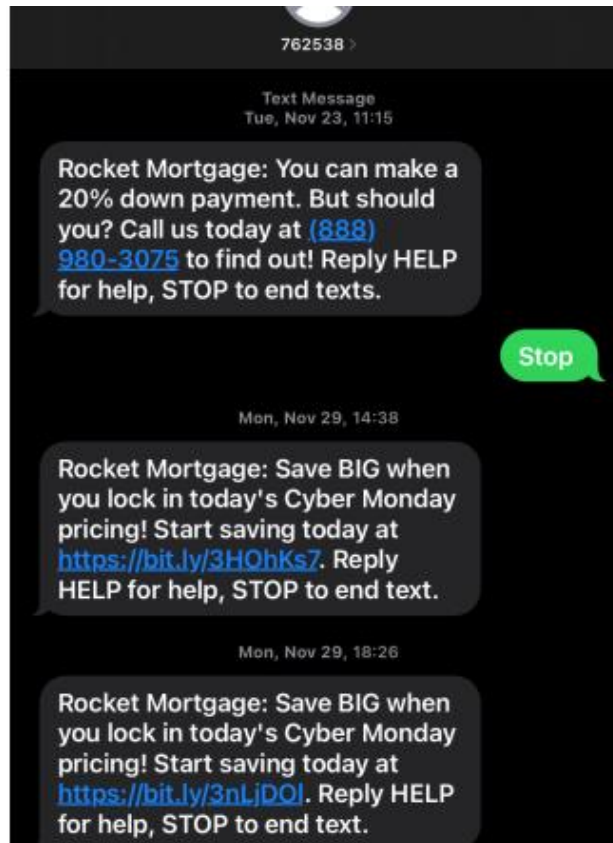 762538 >
Text Message
Tue, Nov 23, 11:15
Rocket Mortgage: You can make a
20% down payment. But should
you? Call us today at (888)
980-3075 to find out! Reply HELP
for help, STOP to end texts.
Stop
Mon, Nov 29, 14:38
Rocket Mortgage: Save BIG when
you lock in today's Cyber Monday
pricing! Start saving today at
https://bit.ly/3HOhKs7. Reply
HELP for help, STOP to end text.
Mon, Nov 29, 18:26
Rocket Mortgage: Save BIG when
you lock in today's Cyber Monday
pricing! Start saving today at
https://bit.ly/3nLjDOl. Reply HELP
for help, STOP to end text.